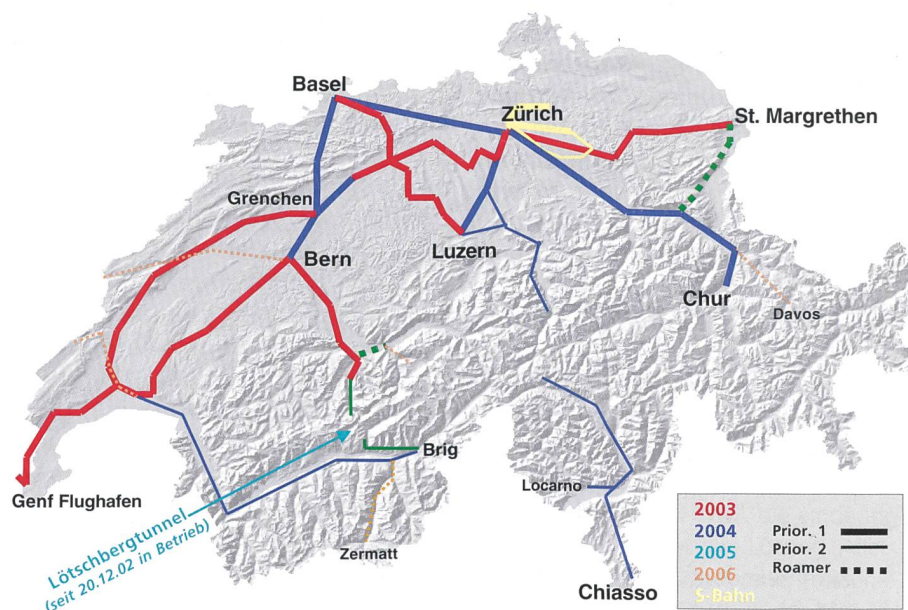 Basel
Zürich
St. Margrethen
Grenchen
Bern
Luzern
Chur
Davos
Brig
Genf Flughafen
Locarno
Zermatt
Chiasso
Lötschbergtunnel
(seit 20.12.02 in Betrieb)
2003
2004 Prior. 1
2005 Prior. 2
2006 Roamer
S-Bahn